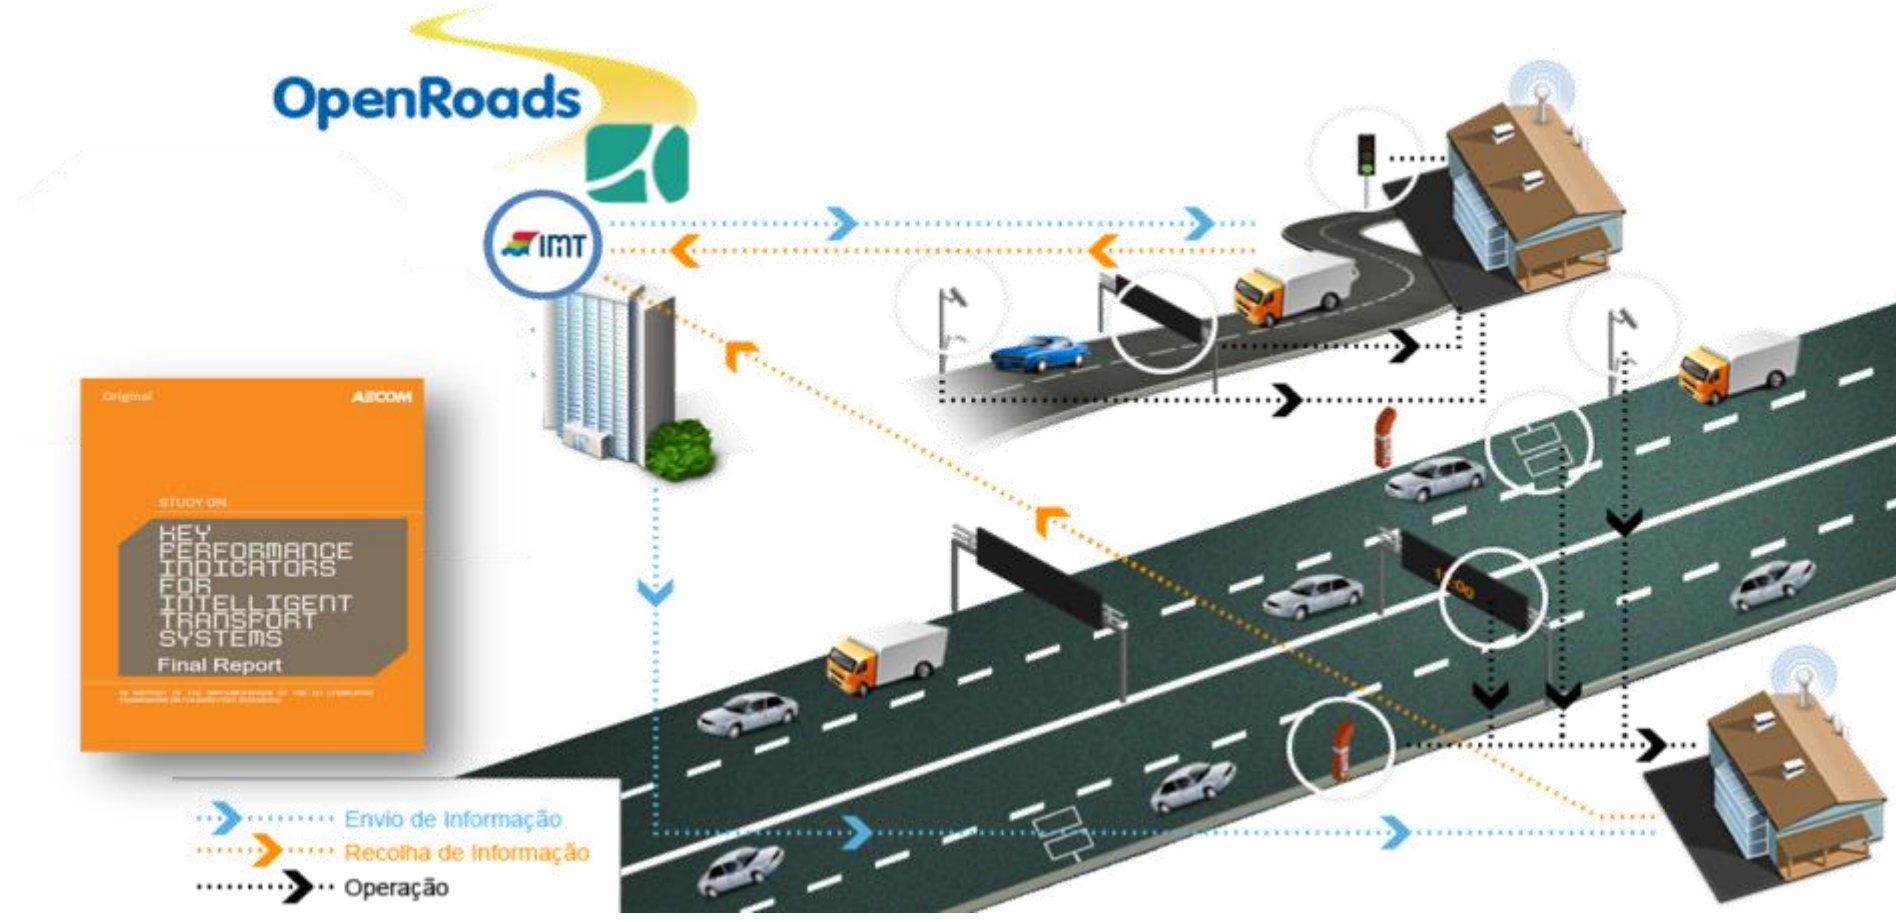 OpenRoads
IMT
Original
AECOM
STUDY ON
KEY
PERFORMANCE
INDICATORS
FOR
INTELLIGENT
TRANSPORT
SYSTEMS
Final Report
Envio de Informação
Recolha de Informação
Operação